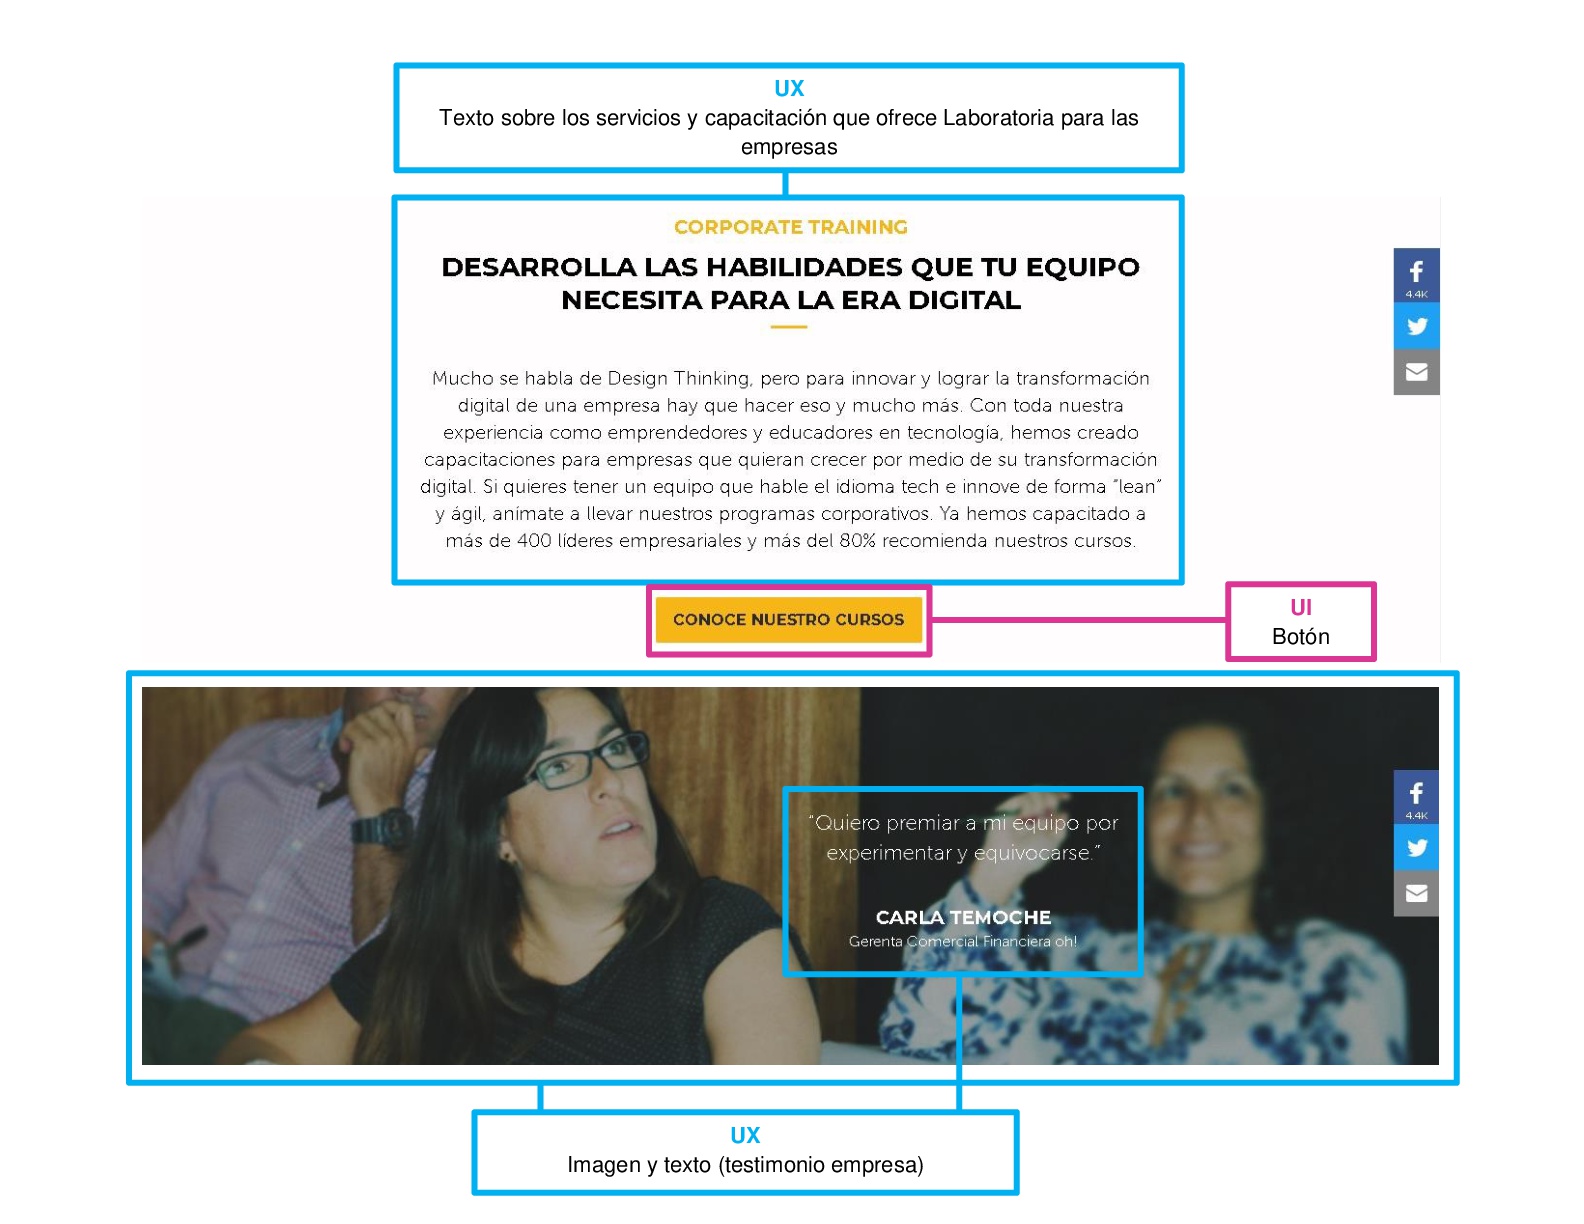 UX
Texto sobre los servicios y capacitación que ofrece Laboratoria para las
empresas
CORPORATE TRAINING
DESARROLLA LAS HABILIDADES QUE TU EQUIPO
NECESITA PARA LA ERA DIGITAL
4.4K
Mucho se habla de Design Thinking, pero para innovar y lograr la transformación
digital de una empresa hay que hacer eso y mucho más. Con toda nuestra
experiencia como emprendedores y educadores en tecnología, hemos creado
capacitaciones para empresas que quieran crecer por medio de su transformación
digital. Si quieres tener un equipo que hable el idioma tech e innove de forma “lean”
y ágil, anímate a llevar nuestros programas corporativos. Ya hemos capacitado a
más de 400 líderes empresariales y más del 80% recomienda nuestros cursos.
CONOCE NUESTRO CURSOS
UI
Botón
“Quiero premiar a mi equipo por
experimentar y equivocarse.”
4.4K
CARLA TEMOCHE
Gerenta Comercial Financiera oh!
UX
Imagen y texto (testimonio empresa)